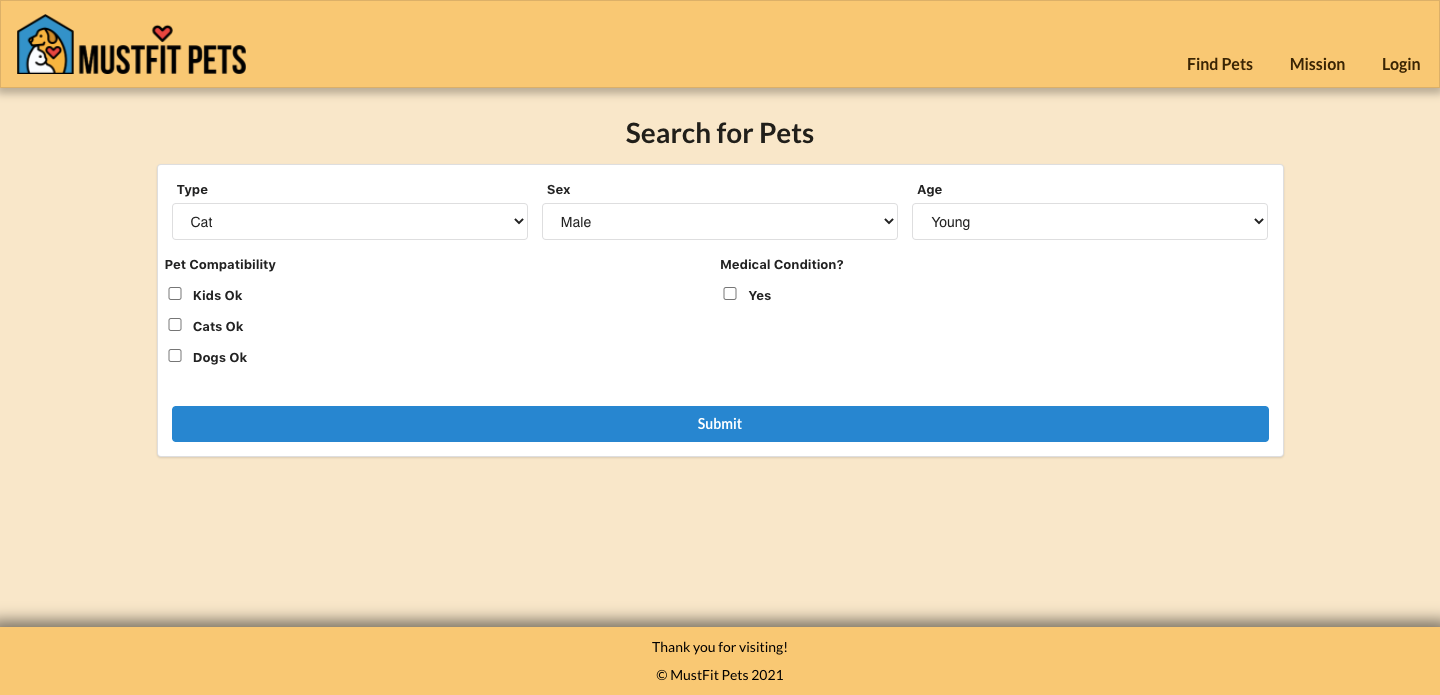 MUSTFIT PETS
Find Pets Mission Login
Search for Pets
Type Sex Age
Cat Male Young
Pet Compatibility Medical Condition?
Kids Ok Yes
Cats Ok
Dogs Ok
Submit
Thank you for visiting!
© MustFit Pets 2021